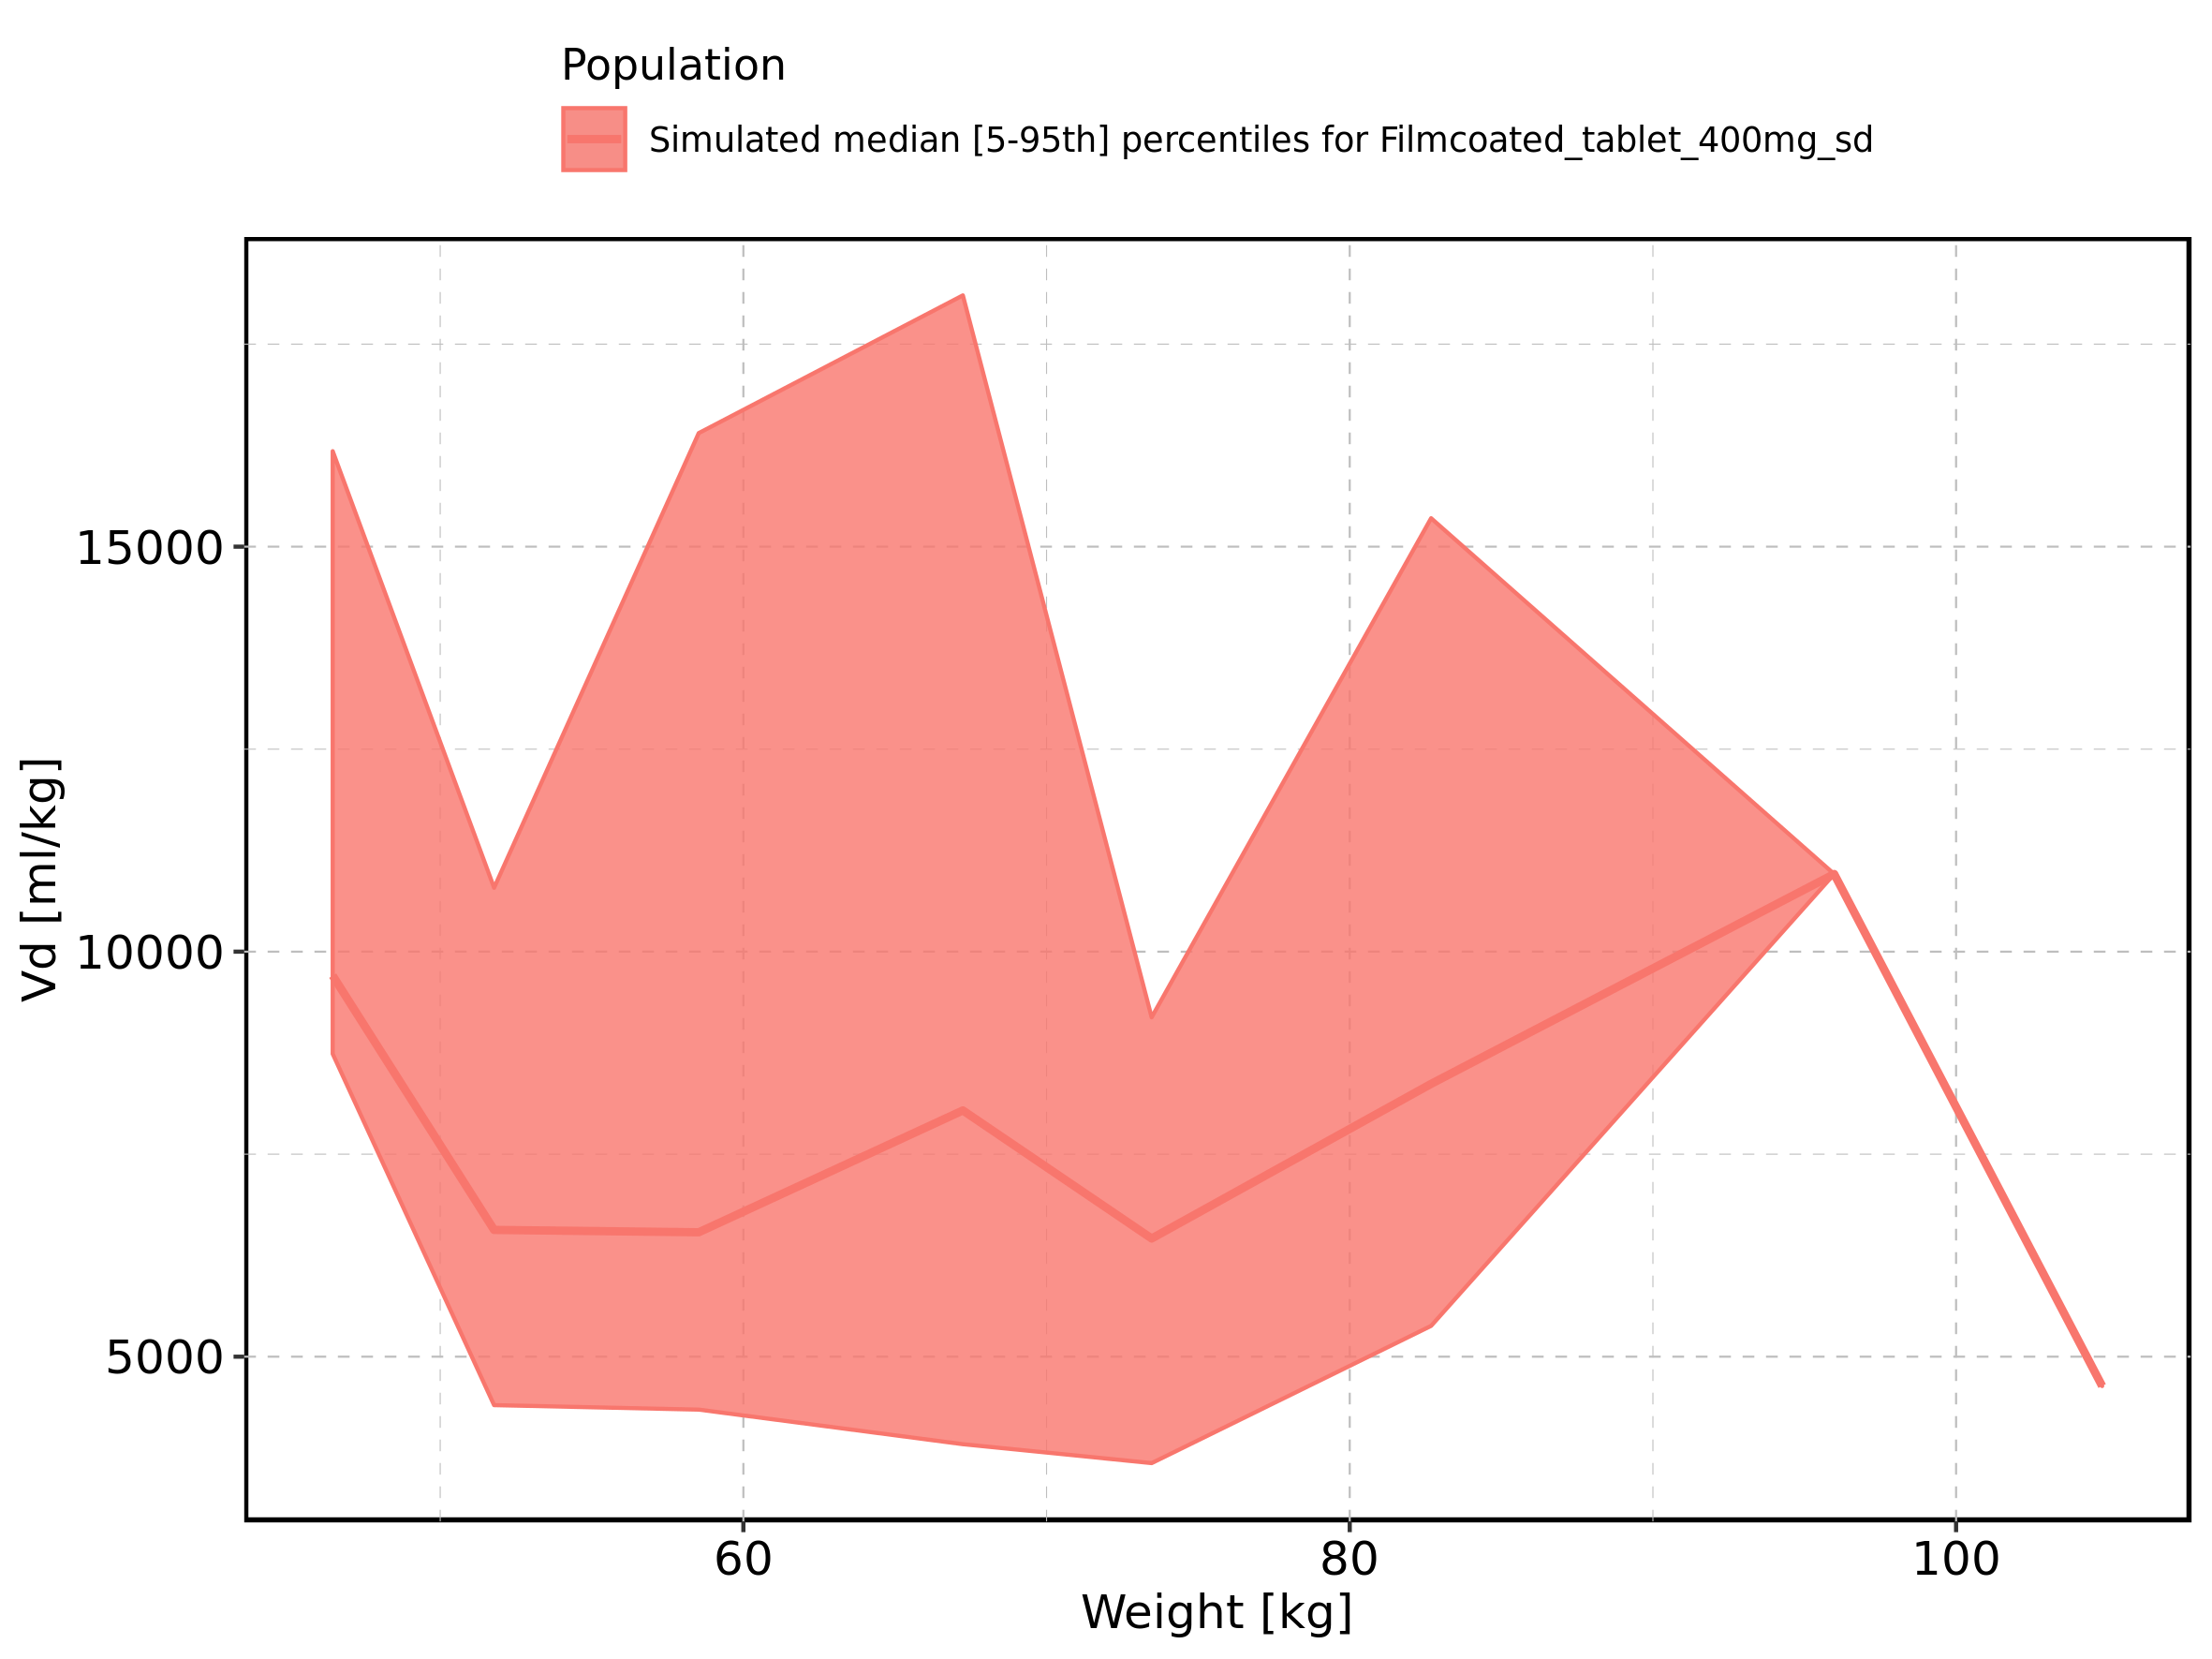 Population
Simulated median [5-95th] percentiles for Filmcoated_tablet_400mg_sd
Vd [ml/kg]
15000
10000
5000
60
80
100
Weight [kg]